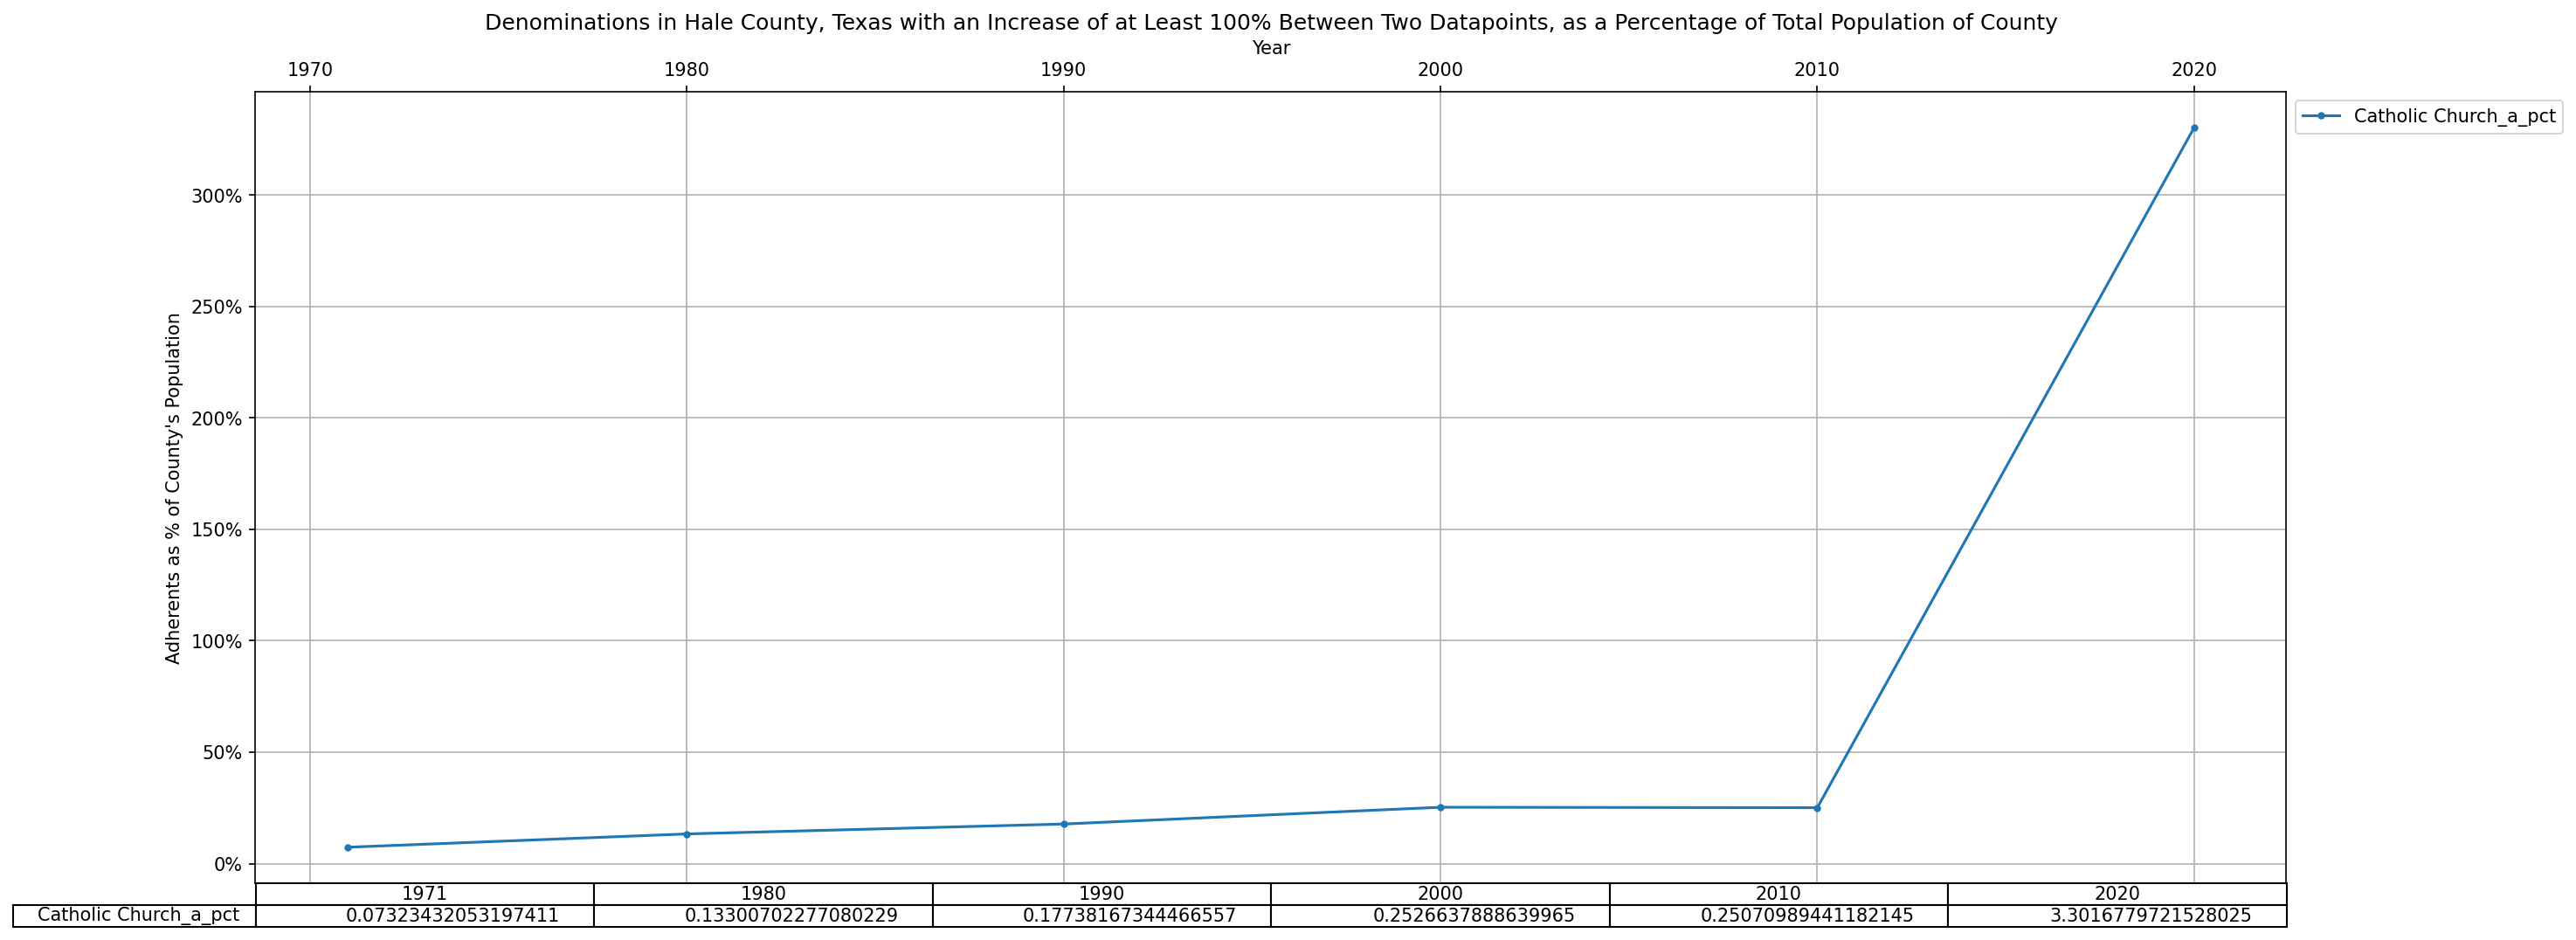 Denominations in Hale County, Texas with an Increase of at Least 100% Between Two Datapoints, as a Percentage of Total Population of County
Year
1970 1980 1990 2000 2010 2020
Catholic Church_a_pct
Adherents as % of County's Population
300%
250%
200%
150%
100%
50%
0%
1971 1980 1990 2000 2010 2020
Catholic Church_a_pct 0.07323432053197411 0.13300702277080229 0.17738167344466557 0.2526637888639965 0.25070989441182145 3.3016779721528025